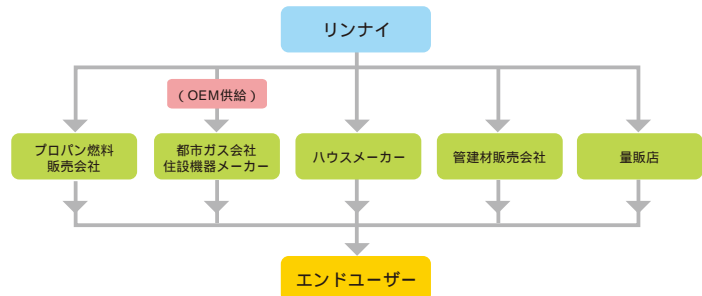 リンナイ
（OEM供給）
プロパン燃料
販売会社
都市ガス会社
住設機器メーカー
ハウスメーカー
管建材販売会社
量販店
エンドユーザー